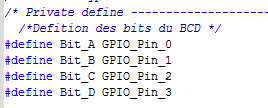 /* Private define --------------------
/*Defition des bits du BCD */
#define Bit_A GPIO_Pin_0
#define Bit_B GPIO_Pin_1
#define Bit_C GPIO_Pin_2
#define Bit_D GPIO_Pin_3